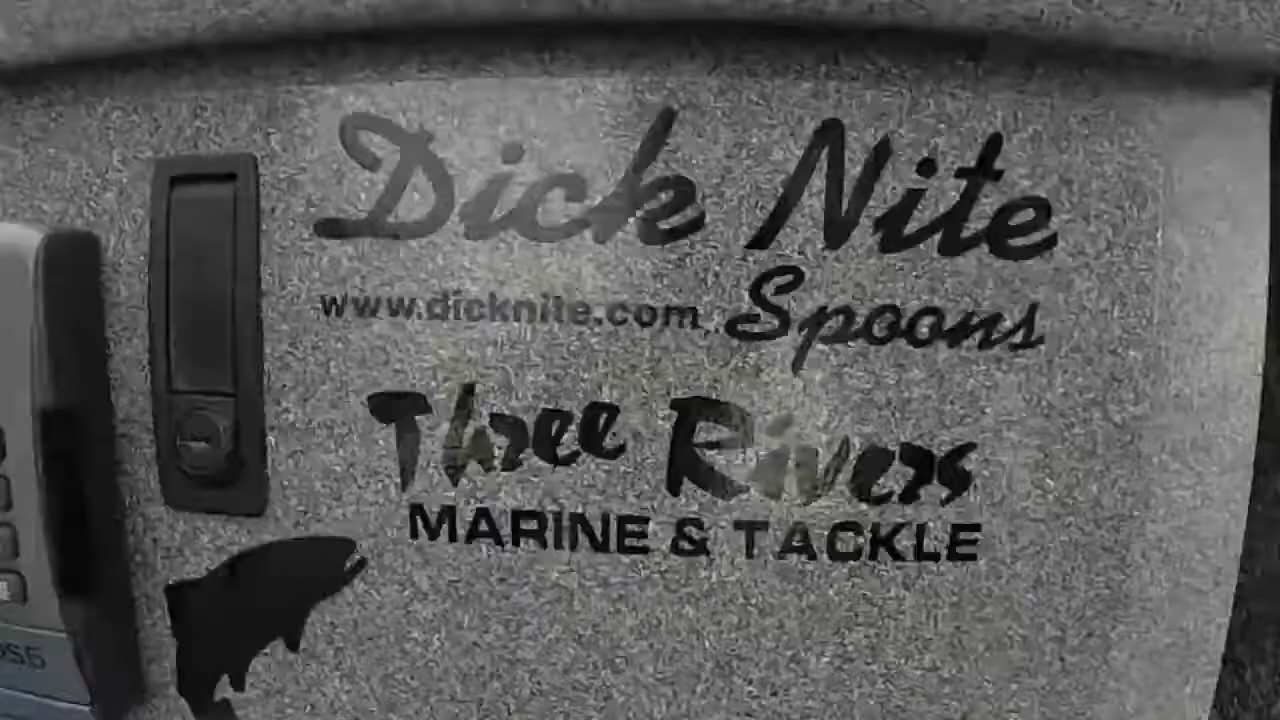 Dick Nite
www.dicknite.com Spoons
Three Rivers
MARINE & TACKLE